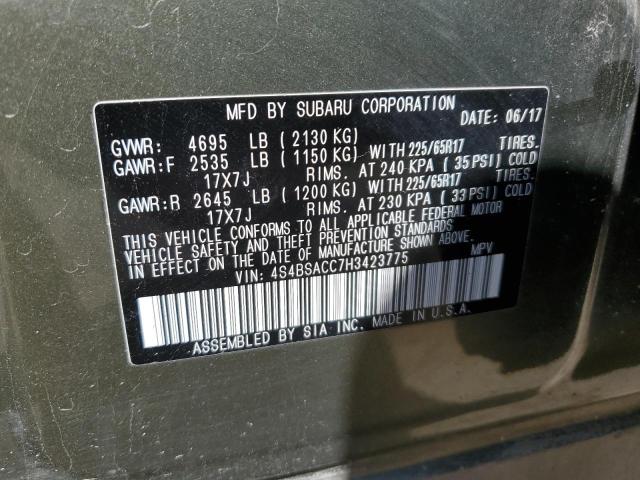 MFD BY SUBARU CORPORATION DATE: 06/17
GVWR: 4695 LB (2130 KG)
GAWR:F 2535 LB (1150 KG) WITH 225/65R17 TIRES.
17X7J RIMS. AT 240 KPA (35 PSI) COLD
GAWR:R 2645 LB (1200 KG) WITH 225/65R17 TIRES.
17X7J RIMS. AT 230 KPA (33 PSI) COLD
THIS VEHICLE CONFORMS TO ALL APPLICABLE FEDERAL MOTOR
VEHICLE SAFETY AND THEFT PREVENTION STANDARDS
IN EFFECT ON THE DATE OF MANUFACTURE SHOWN ABOVE.
VIN: 4S4BSACC7H3423775 MPV
ASSEMBLED BY SIA INC. MADE IN U.S.A.